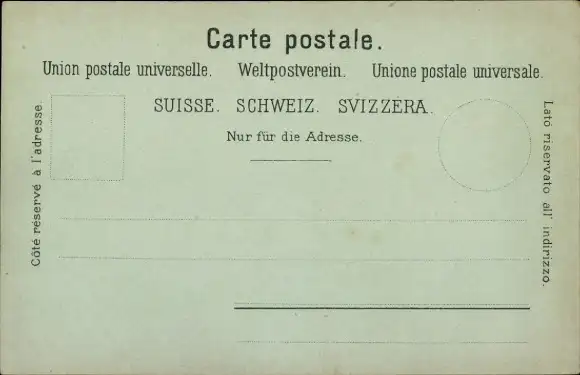 Carte postale.
Union postale universelle. Weltpostverein. Unione postale universale.
SUISSE. SCHWEIZ. SVIZZERA.
Nur für die Adresse.
Côté réservé à l'adresse
Lato riservato all' indirizzo.